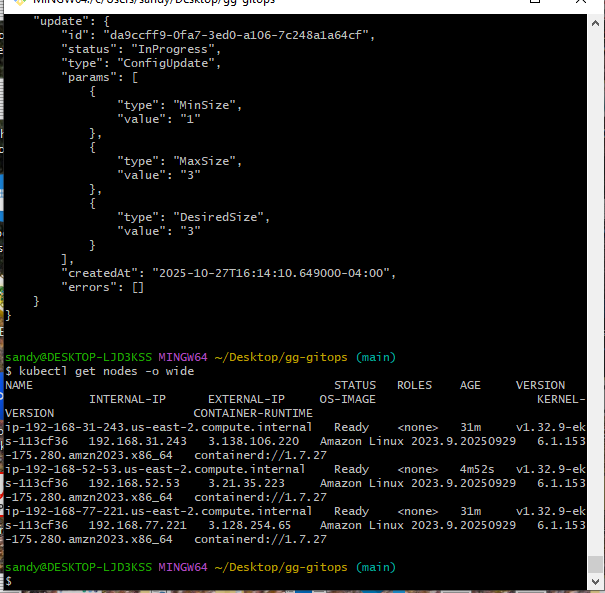 MINGW64:/c/Users/sandy/Desktop/gg-gitops
    "update": {
        "id": "da9ccff9-0fa7-3ed0-a106-7c248a1a64cf",
        "status": "InProgress",
        "type": "ConfigUpdate",
        "params": [
            {
                "type": "MinSize",
                "value": "1"
            },
            {
                "type": "MaxSize",
                "value": "3"
            },
            {
                "type": "DesiredSize",
                "value": "3"
            }
        ],
        "createdAt": "2025-10-27T16:14:10.649000-04:00",
        "errors": []
    }
}
sandy@DESKTOP-LJD3KSS MINGW64 ~/Desktop/gg-gitops (main)
$ kubectl get nodes -o wide
NAME                                           STATUS   ROLES    AGE     VERSION
            INTERNAL-IP      EXTERNAL-IP     OS-IMAGE                       KERNEL-
VERSION                    CONTAINER-RUNTIME
ip-192-168-31-243.us-east-2.compute.internal   Ready    <none>   31m     v1.32.9-ek
s-113cf36   192.168.31.243   3.138.106.220   Amazon Linux 2023.9.20250929   6.1.153
-175.280.amzn2023.x86_64   containerd://1.7.27
ip-192-168-52-53.us-east-2.compute.internal    Ready    <none>   4m52s   v1.32.9-ek
s-113cf36   192.168.52.53    3.21.35.223     Amazon Linux 2023.9.20250929   6.1.153
-175.280.amzn2023.x86_64   containerd://1.7.27
ip-192-168-77-221.us-east-2.compute.internal   Ready    <none>   31m     v1.32.9-ek
s-113cf36   192.168.77.221   3.128.254.65    Amazon Linux 2023.9.20250929   6.1.153
-175.280.amzn2023.x86_64   containerd://1.7.27
sandy@DESKTOP-LJD3KSS MINGW64 ~/Desktop/gg-gitops (main)
$